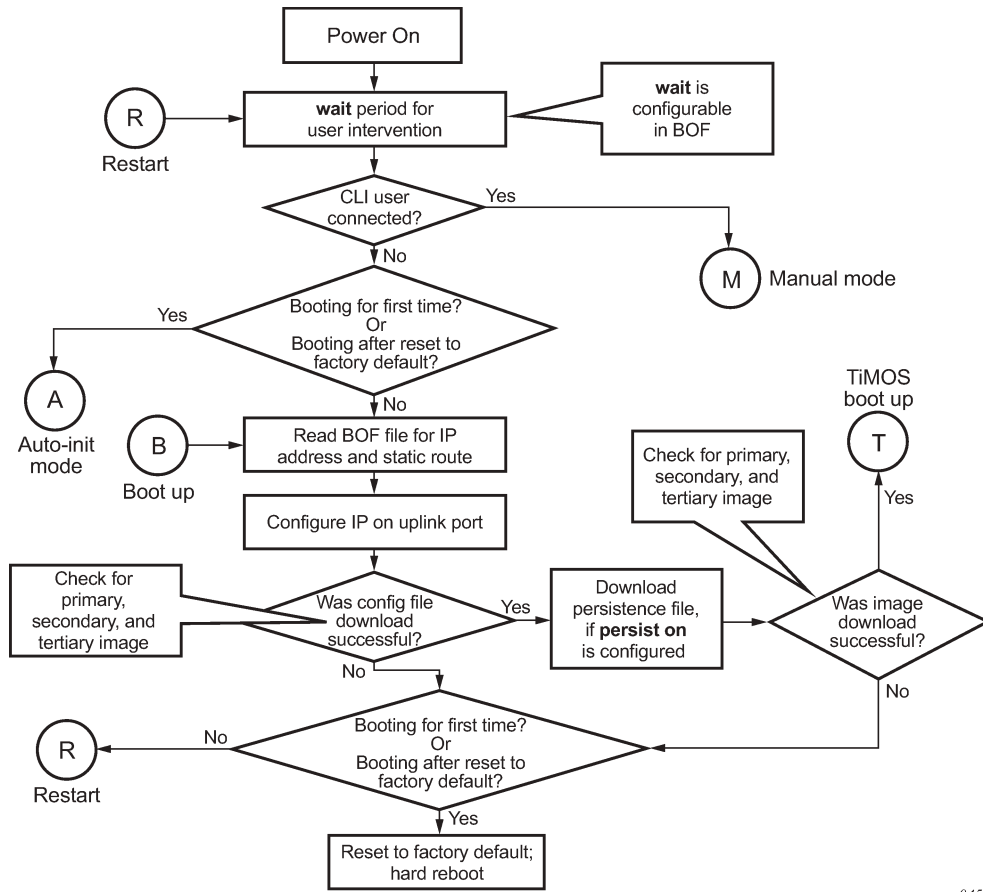 Power On
R
Restart
wait period for
user intervention
wait is
configurable
in BOF
CLI user
connected?
Yes
No
M
Manual mode
Booting for first time?
Or
Booting after reset to
factory default?
Yes
No
A
Auto-init
mode
B
Boot up
Read BOF file for IP
address and static route
TiMOS
boot up
T
Yes
Check for primary,
secondary, and
tertiary image
Configure IP on uplink port
Check for
primary,
secondary, and
tertiary image
Was config file
download
successful?
Yes
No
Download
persistence file,
if persist on
is configured
Was image
download
successful?
No
Booting for first time?
Or
Booting after reset to
factory default?
No
R
Restart
Yes
Reset to factory default;
hard reboot